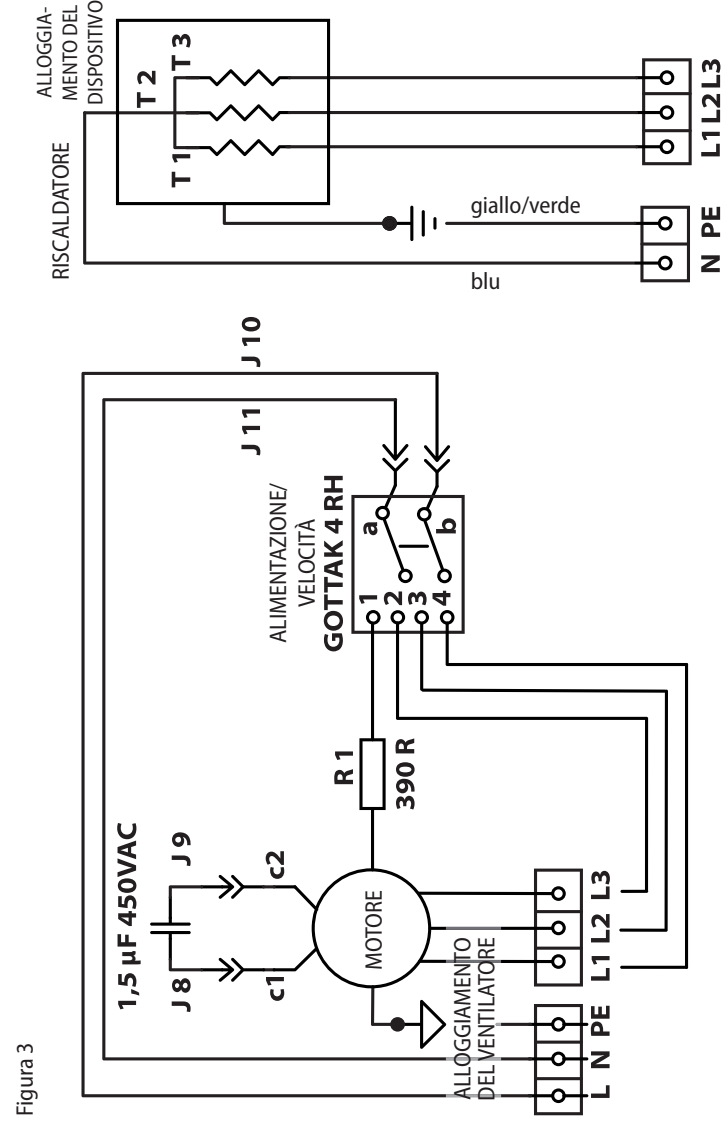 Figura 3
1,5 µF 450VAC
J 8
J 9
c1
c2
MOTORE
R 1
390 R
ALIMENTAZIONE/
VELOCITÀ
GOTTAK 4 RH
1
2
3
4
a
b
J 11
J 10
ALLOGGIAMENTO
DEL VENTILATORE
L N PE
L1 L2 L3
RISCALDATORE
ALLOGGIA-
MENTO DEL
DISPOSITIVO
T 1
T 2
T 3
giallo/verde
blu
N PE
L1 L2 L3